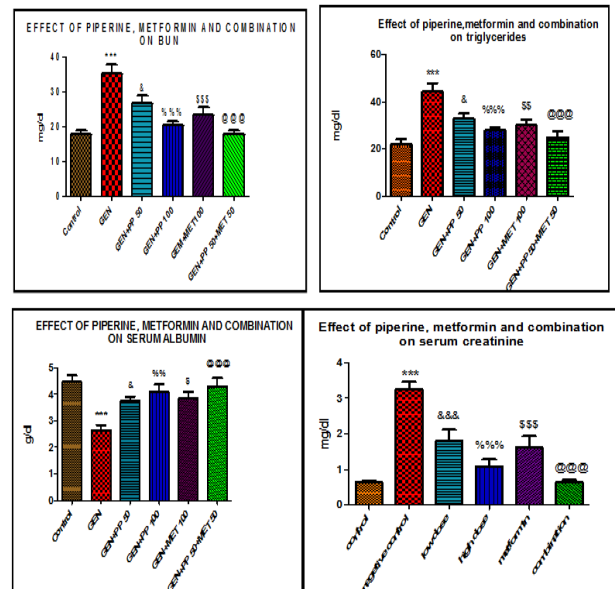 EFFECT OF PIPERINE, METFORMIN AND COMBINATION
ON BUN
mg/dl
40
30
20
10
0
***
&
%%%
$$$
@@@
Control
GEN
GEN+PP 50
GEN+PP 100
GEM+MET100
GEN+PP 50+MET 50
Effect of piperine,metformin and combination
on triglycerides
mg/dl
60
40
20
0
***
&
%%%
$$
@@@
Control
GEN
GEN+PP 50
GEN+PP 100
GEN+MET 100
GEN+PP 50+MET 50
EFFECT OF PIPERINE, METFORMIN AND COMBINATION
ON SERUM ALBUMIN
g/dl
5
4
3
2
1
0
***
&
%%
$
@@@
Control
GEN
GEN+PP 50
GEN+PP 100
GEN+MET 100
GEN+PP 50+MET 50
Effect of piperine, metformin and combination
on serum creatinine
mg/dl
4
3
2
1
0
***
&&&
%%%
$$$
@@@
control
negetive control
low dose
high dose
metformin
combination